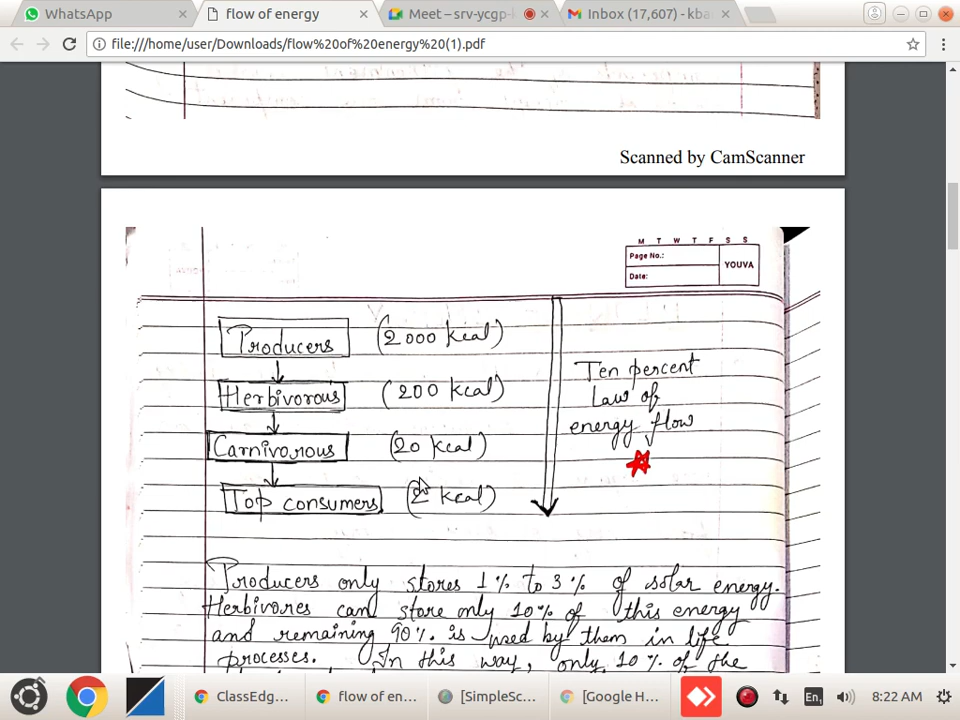 WhatsApp
flow of energy
Meet – srv-ycgp-
Inbox (17,607) - kba
file:///home/user/Downloads/flow%20of%20energy%20(1).pdf
Scanned by CamScanner
M T W T F S S
Page No.:
Date:
YOUVA
Producers (2000 kcal)
Herbivorous (200 kcal)
Carnivorous (20 kcal)
Top consumers (2 kcal)
Ten percent
Law of
energy flow
Producers only stores 1% to 3% of solar energy.
Herbivores can store only 10% of this energy
and remaining 90%. is used by them in life
processes. In this way, only 10% of the
ClassEdg...
flow of en...
[SimpleSc...
[Google H...
En1
8:22 AM